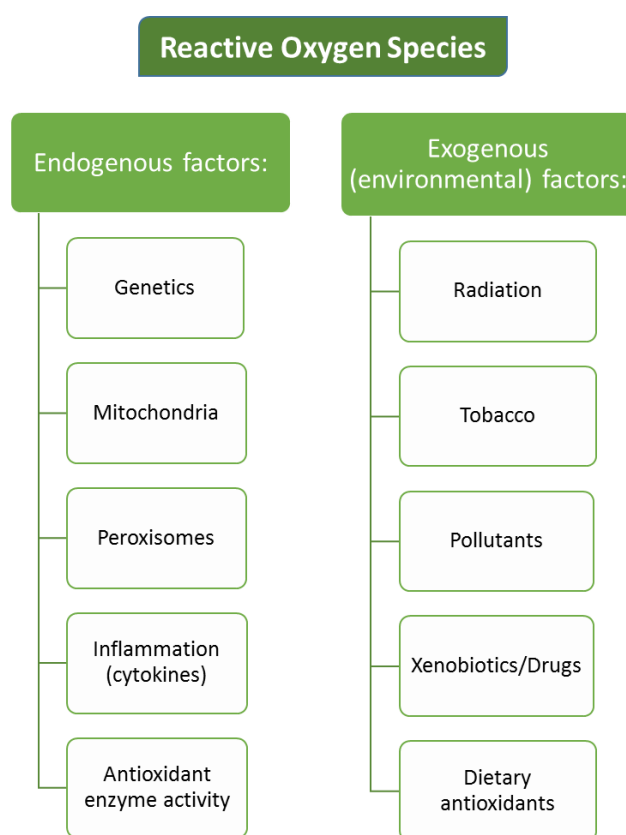 Reactive Oxygen Species
Endogenous factors:
Genetics
Mitochondria
Peroxisomes
Inflammation
(cytokines)
Antioxidant
enzyme activity
Exogenous
(environmental) factors:
Radiation
Tobacco
Pollutants
Xenobiotics/Drugs
Dietary
antioxidants